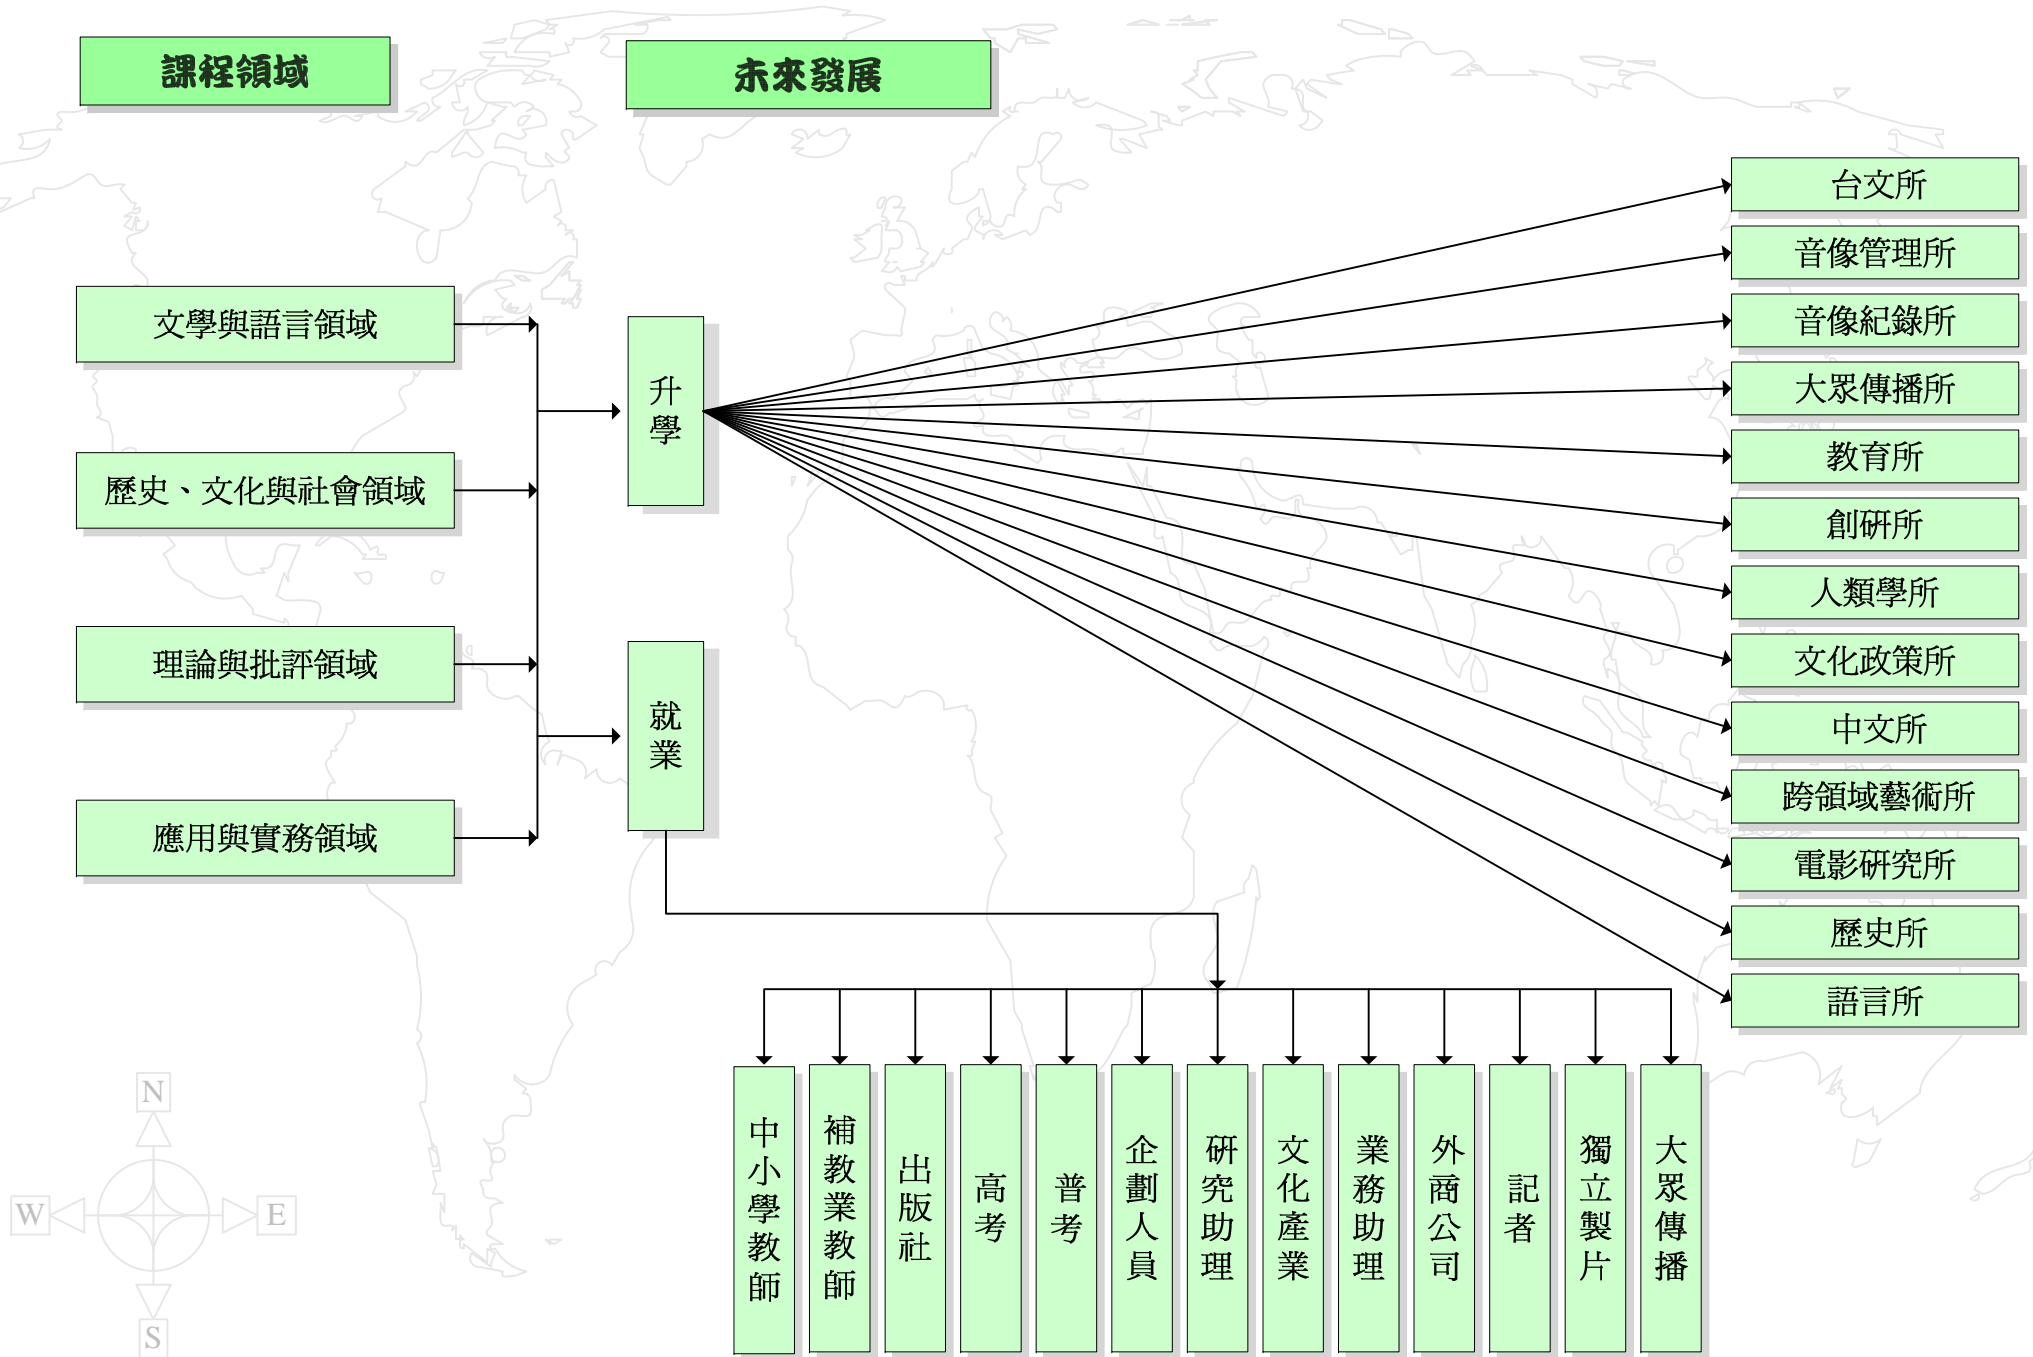 課程領域
未來發展
文學與語言領域
歷史、文化與社會領域
理論與批評領域
應用與實務領域
升學
就業
台文所
音像管理所
音像紀錄所
大眾傳播所
教育所
創研所
人類學所
文化政策所
中文所
跨領域藝術所
電影研究所
歷史所
語言所
中小學教師
補教業教師
出版社
高考
普考
企劃人員
研究助理
文化產業
業務助理
外商公司
記者
獨立製片
大眾傳播
N
W
E
S